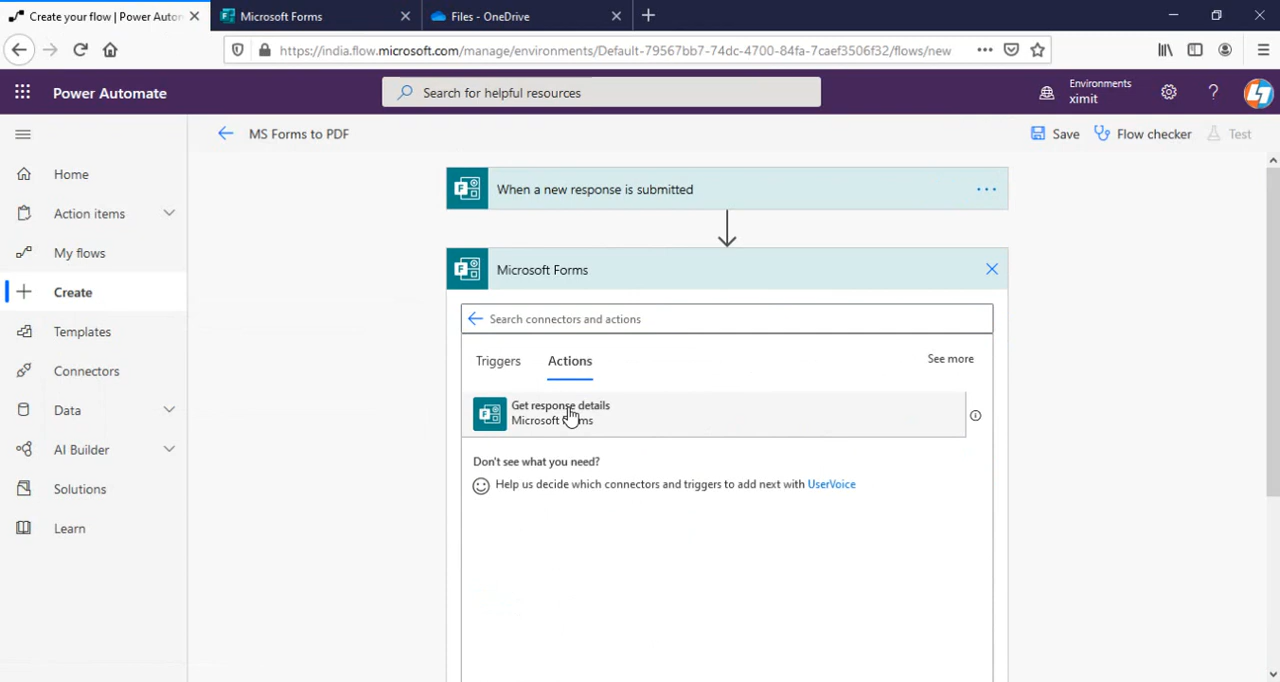 Create your flow | Power Autom
Microsoft Forms
Files - OneDrive
https://india.flow.microsoft.com/manage/environments/Default-79567bb7-74dc-4700-84fa-7caef3506f32/flows/new
Power Automate
Search for helpful resources
Environments
ximit
MS Forms to PDF
Save
Flow checker
Test
Home
Action items
My flows
Create
Templates
Connectors
Data
AI Builder
Solutions
Learn
When a new response is submitted
Microsoft Forms
Search connectors and actions
Triggers
Actions
See more
Get response details
Microsoft Forms
Don't see what you need?
Help us decide which connectors and triggers to add next with UserVoice